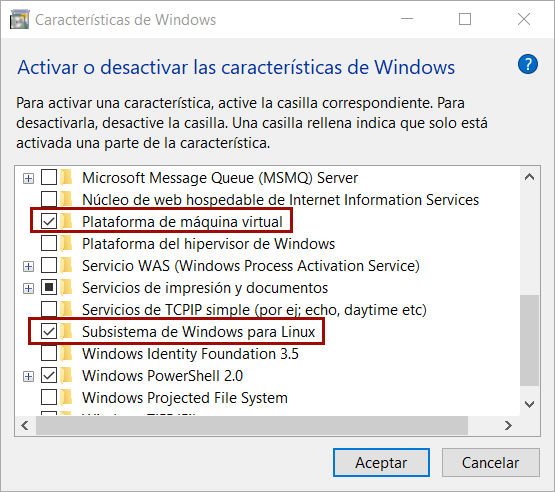 Características de Windows
Activar o desactivar las características de Windows
?
Para activar una característica, active la casilla correspondiente. Para
desactivarla, desactive la casilla. Una casilla rellena indica que solo está
activada una parte de la característica.
Microsoft Message Queue (MSMQ) Server
Núcleo de web hospedable de Internet Information Services
Plataforma de máquina virtual
Plataforma del hipervisor de Windows
Servicio WAS (Windows Process Activation Service)
Servicios de impresión y documentos
Servicios de TCPIP simple (por ej; echo, daytime etc)
Subsistema de Windows para Linux
Windows Identity Foundation 3.5
Windows PowerShell 2.0
Windows Projected File System
Aceptar
Cancelar